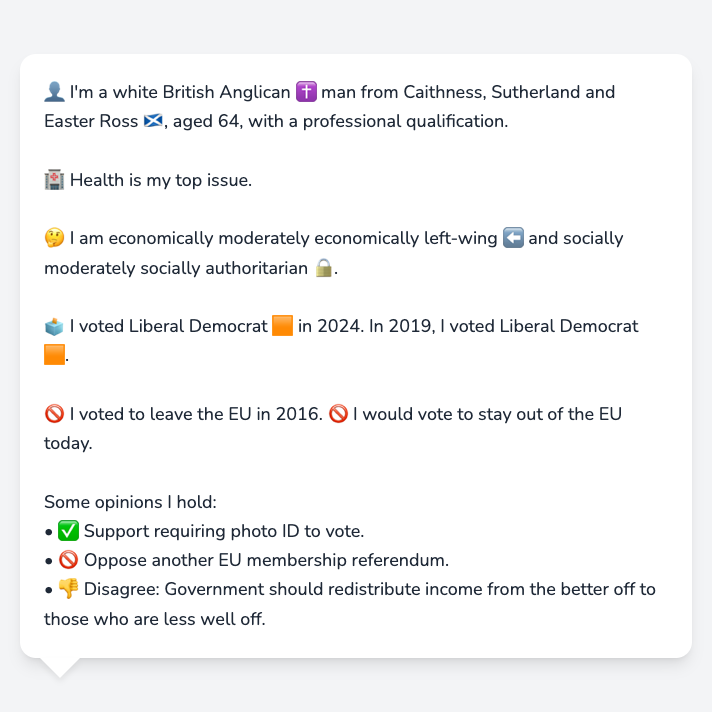 👤 I'm a white British Anglican ✝️ man from Caithness, Sutherland and
Easter Ross 🏴󠁧󠁢󠁳󠁣󠁴󠁿, aged 64, with a professional qualification.
🏥 Health is my top issue.
🤔 I am economically moderately economically left-wing ⬅️ and socially
moderately socially authoritarian 🔒.
🗳️ I voted Liberal Democrat 🟧 in 2024. In 2019, I voted Liberal Democrat
🟧.
🚫 I voted to leave the EU in 2016. 🚫 I would vote to stay out of the EU
today.
Some opinions I hold:
• ✅ Support requiring photo ID to vote.
• 🚫 Oppose another EU membership referendum.
• 👎 Disagree: Government should redistribute income from the better off to
those who are less well off.